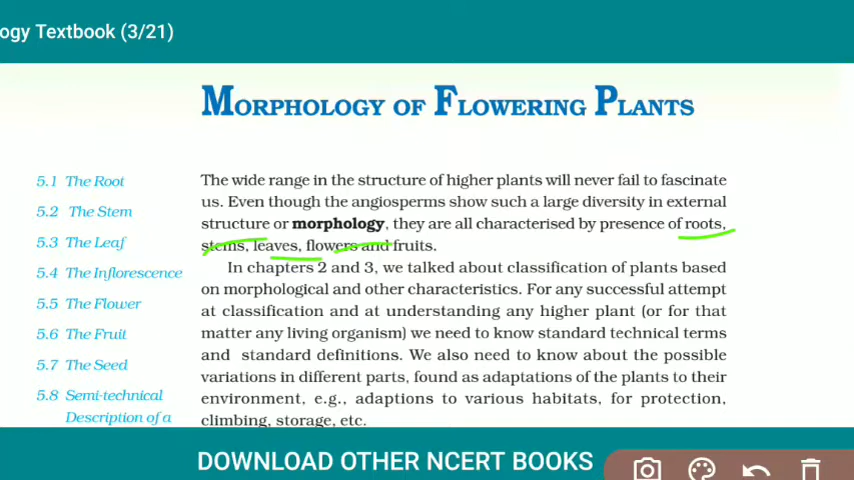 ogy Textbook (3/21)
MORPHOLOGY OF FLOWERING PLANTS
5.1 The Root
5.2 The Stem
5.3 The Leaf
5.4 The Inflorescence
5.5 The Flower
5.6 The Fruit
5.7 The Seed
5.8 Semi-technical
Description of a
The wide range in the structure of higher plants will never fail to fascinate
us. Even though the angiosperms show such a large diversity in external
structure or morphology, they are all characterised by presence of roots,
stems, leaves, flowers and fruits.
In chapters 2 and 3, we talked about classification of plants based
on morphological and other characteristics. For any successful attempt
at classification and at understanding any higher plant (or for that
matter any living organism) we need to know standard technical terms
and standard definitions. We also need to know about the possible
variations in different parts, found as adaptations of the plants to their
environment, e.g., adaptions to various habitats, for protection,
climbing, storage, etc.
DOWNLOAD OTHER NCERT BOOKS